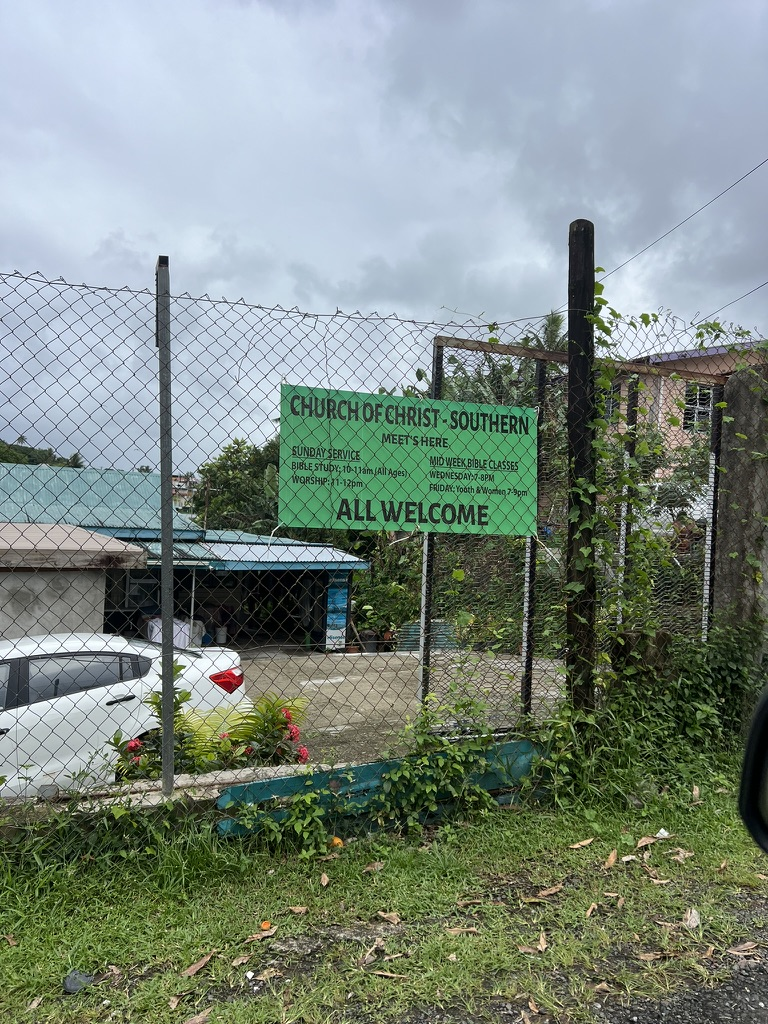 CHURCH OF CHRIST - SOUTHERN
MEET'S HERE
SUNDAY SERVICE
BIBLE STUDY: 10-11am (All Ages)
WORSHIP: 11-12pm
MID WEEK BIBLE CLASSES
WEDNESDAY: 7-8PM
FRIDAY: Youth & Women 7-9pm
ALL WELCOME